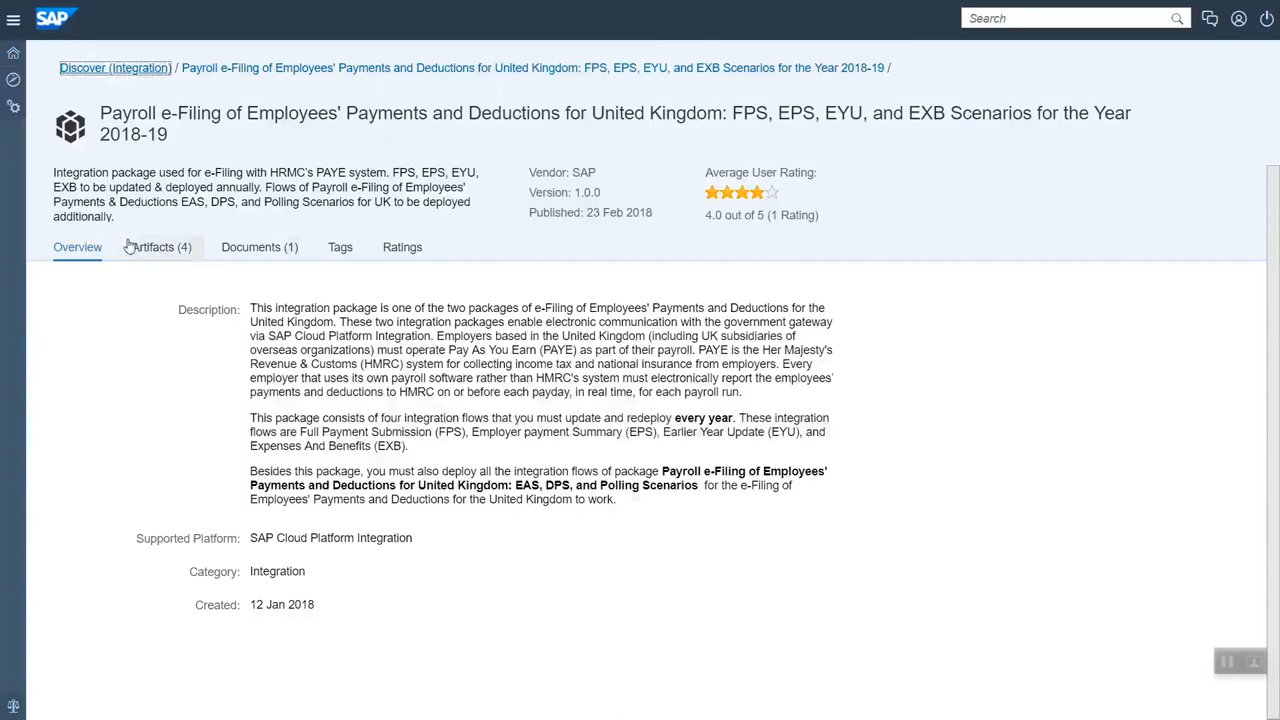 SAP
Search
Discover (Integration) / Payroll e-Filing of Employees' Payments and Deductions for United Kingdom: FPS, EPS, EYU, and EXB Scenarios for the Year 2018-19 /
Payroll e-Filing of Employees' Payments and Deductions for United Kingdom: FPS, EPS, EYU, and EXB Scenarios for the Year
2018-19
Integration package used for e-Filing with HRMC's PAYE system. FPS, EPS, EYU,
EXB to be updated & deployed annually. Flows of Payroll e-Filing of Employees'
Payments & Deductions EAS, DPS, and Polling Scenarios for UK to be deployed
additionally.
Vendor: SAP
Version: 1.0.0
Published: 23 Feb 2018
Average User Rating:
4.0 out of 5 (1 Rating)
Overview
Artifacts (4)
Documents (1)
Tags
Ratings
Description:
This integration package is one of the two packages of e-Filing of Employees' Payments and Deductions for the
United Kingdom. These two integration packages enable electronic communication with the government gateway
via SAP Cloud Platform Integration. Employers based in the United Kingdom (including UK subsidiaries of
overseas organizations) must operate Pay As You Earn (PAYE) as part of their payroll. PAYE is the Her Majesty's
Revenue & Customs (HMRC) system for collecting income tax and national insurance from employers. Every
employer that uses its own payroll software rather than HMRC's system must electronically report the employees'
payments and deductions to HMRC on or before each payday, in real time, for each payroll run.
This package consists of four integration flows that you must update and redeploy every year. These integration
flows are Full Payment Submission (FPS), Employer payment Summary (EPS), Earlier Year Update (EYU), and
Expenses And Benefits (EXB).
Besides this package, you must also deploy all the integration flows of package Payroll e-Filing of Employees'
Payments and Deductions for United Kingdom: EAS, DPS, and Polling Scenarios for the e-Filing of
Employees' Payments and Deductions for the United Kingdom to work.
Supported Platform: SAP Cloud Platform Integration
Category: Integration
Created: 12 Jan 2018